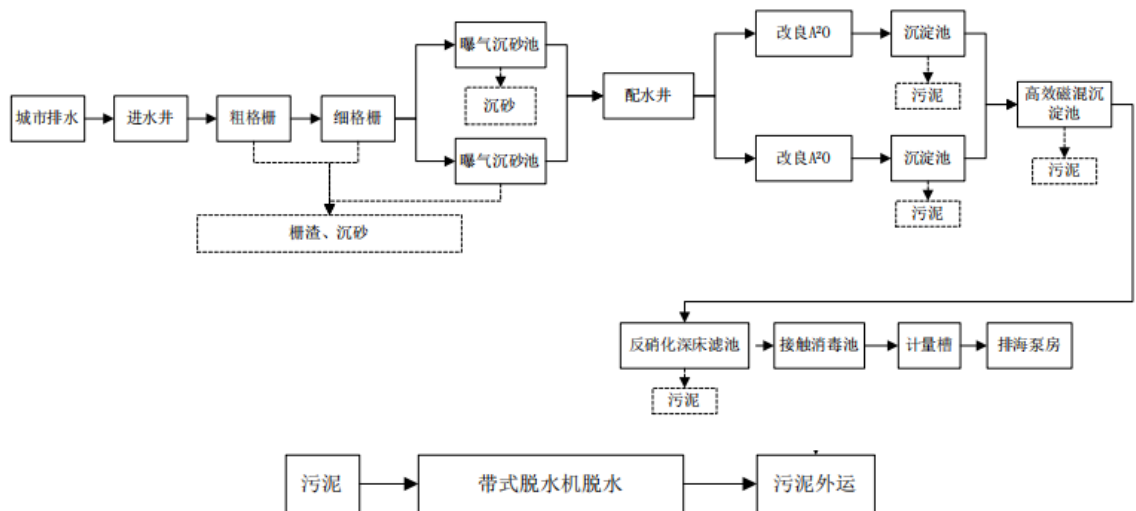 城市排水
进水井
粗格栅
细格栅
曝气沉砂池
沉砂
曝气沉砂池
栅渣、沉砂
配水井
改良A²O
沉淀池
污泥
改良A²O
沉淀池
污泥
高效磁混沉
淀池
污泥
反硝化深床滤池
污泥
接触消毒池
计量槽
排海泵房
污泥
带式脱水机脱水
污泥外运